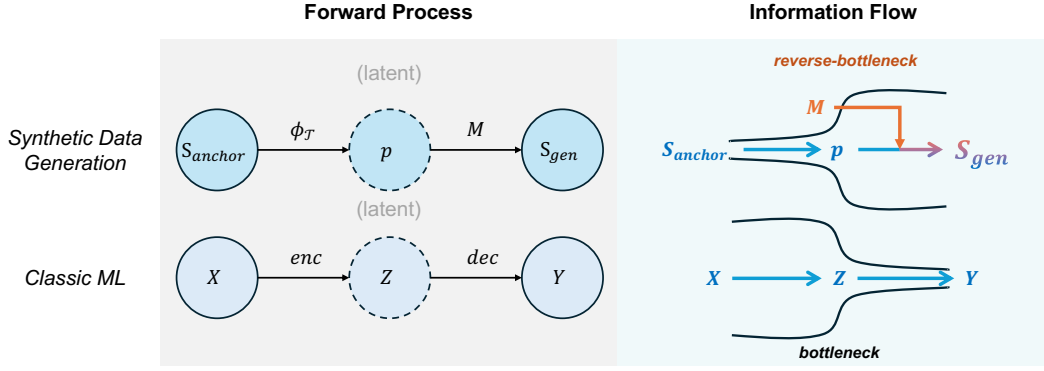 Forward Process
Information Flow
Synthetic Data
Generation
(latent)
S_anchor
ϕ_𝒯
p
M
S_gen
reverse-bottleneck
M
S_anchor
p
S_gen
Classic ML
(latent)
X
enc
Z
dec
Y
X
Z
Y
bottleneck